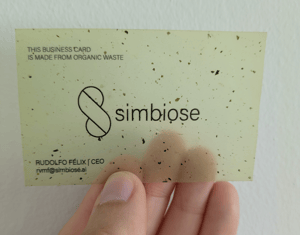 THIS BUSINESS CARD
IS MADE FROM ORGANIC WASTE
simbiose
RUDOLFO FÉLIX | CEO